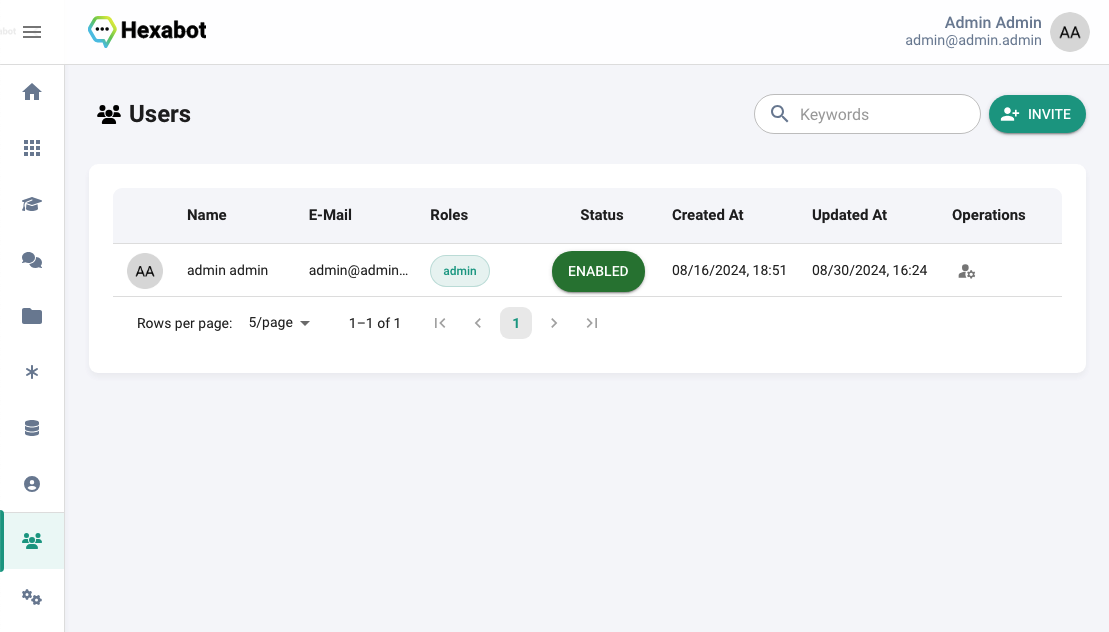 Hexabot
Admin Admin
admin@admin.admin
AA
Users
Keywords
INVITE
Name E-Mail Roles Status Created At Updated At Operations
AA admin admin admin@admin... admin ENABLED 08/16/2024, 18:51 08/30/2024, 16:24
Rows per page: 5/page 1–1 of 1 1